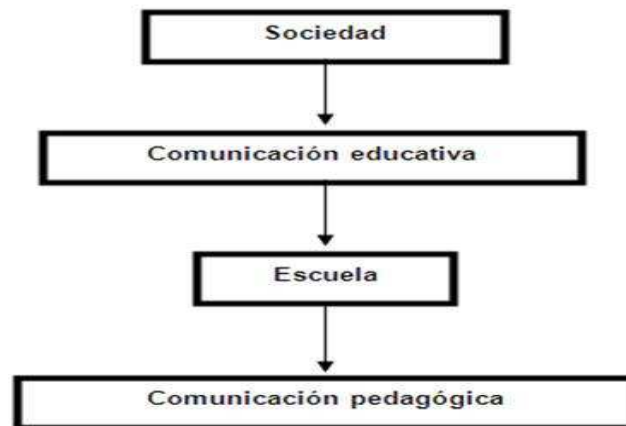 Sociedad
Comunicación educativa
Escuela
Comunicación pedagógica